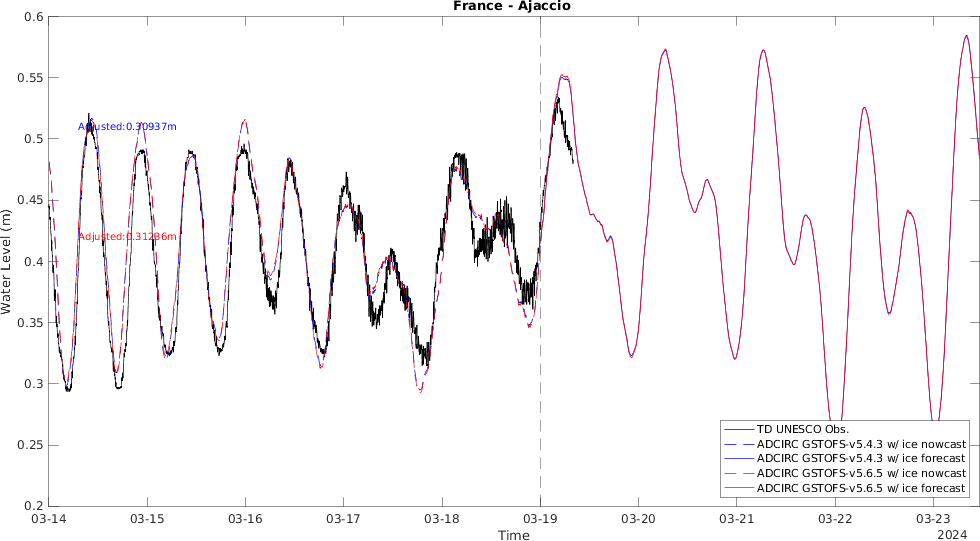 France - Ajaccio
0.6
0.55
0.5
0.45
0.4
0.35
0.3
0.25
0.2
Water Level (m)
Adjusted:0.30937m
Adjusted:0.31286m
TD UNESCO Obs.
ADCIRC GSTOFS-v5.4.3 w/ ice nowcast
ADCIRC GSTOFS-v5.4.3 w/ ice forecast
ADCIRC GSTOFS-v5.6.5 w/ ice nowcast
ADCIRC GSTOFS-v5.6.5 w/ ice forecast
03-14 03-15 03-16 03-17 03-18 03-19 03-20 03-21 03-22 03-23
Time
2024